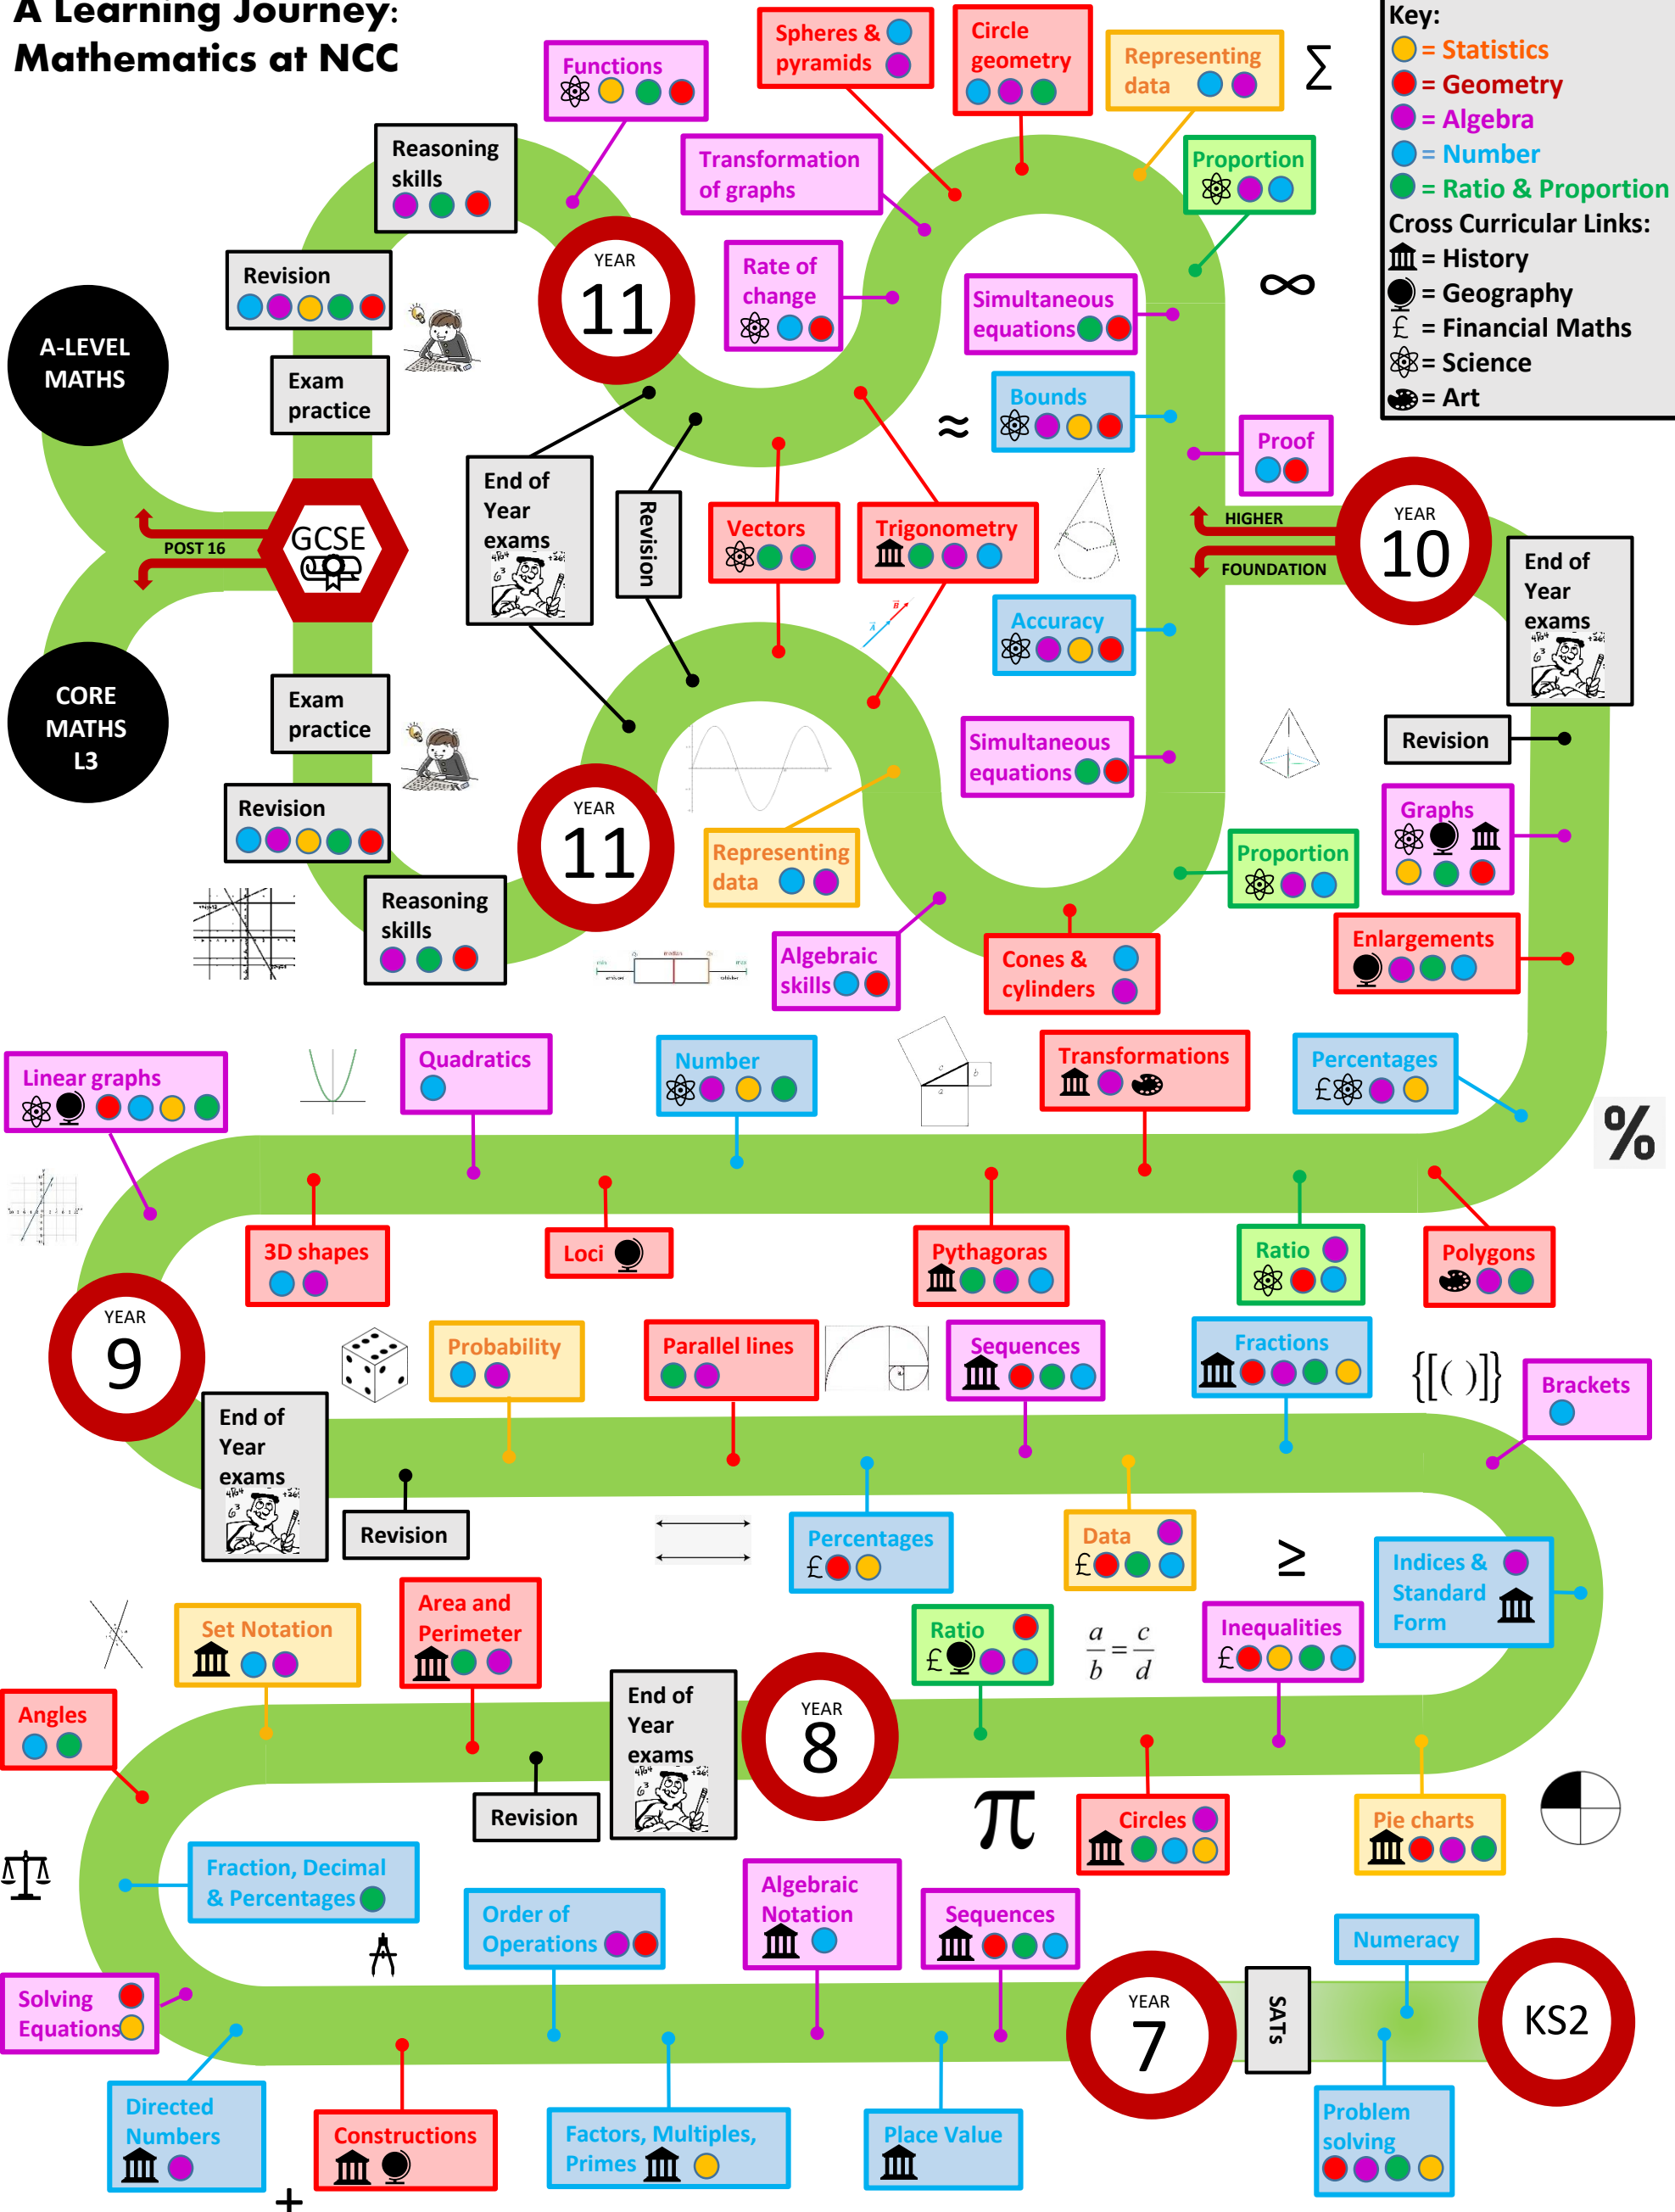 A Learning Journey:
Mathematics at NCC
Key:
= Statistics
= Geometry
= Algebra
= Number
= Ratio & Proportion
Cross Curricular Links:
= History
= Geography
£ = Financial Maths
= Science
= Art
Functions
Spheres &
pyramids
Circle
geometry
Representing
data
∑
Reasoning
skills
Transformation
of graphs
Proportion
Revision
YEAR
11
Rate of
change
Simultaneous
equations
∞
A-LEVEL
MATHS
Exam
practice
Bounds
≈
Proof
End of
Year
exams
Revision
Vectors
Trigonometry
HIGHER
FOUNDATION
YEAR
10
End of
Year
exams
GCSE
POST 16
Accuracy
CORE
MATHS
L3
Exam
practice
Simultaneous
equations
Revision
Graphs
Revision
YEAR
11
Representing
data
Proportion
Reasoning
skills
Algebraic
skills
Cones &
cylinders
Enlargements
Linear graphs
Quadratics
Number
Transformations
Percentages
£
%
3D shapes
Loci
Pythagoras
Ratio
Polygons
YEAR
9
Probability
Parallel lines
Sequences
Fractions
{[( )]}
Brackets
End of
Year
exams
Revision
Percentages
£
Data
£
≥
Indices &
Standard
Form
Set Notation
Area and
Perimeter
Ratio
£
a/b = c/d
Inequalities
£
Angles
End of
Year
exams
YEAR
8
Revision
π
Circles
Pie charts
Fraction, Decimal
& Percentages
Order of
Operations
Algebraic
Notation
Sequences
Numeracy
Solving
Equations
YEAR
7
SATs
KS2
Directed
Numbers
Constructions
Factors, Multiples,
Primes
Place Value
Problem
solving
+